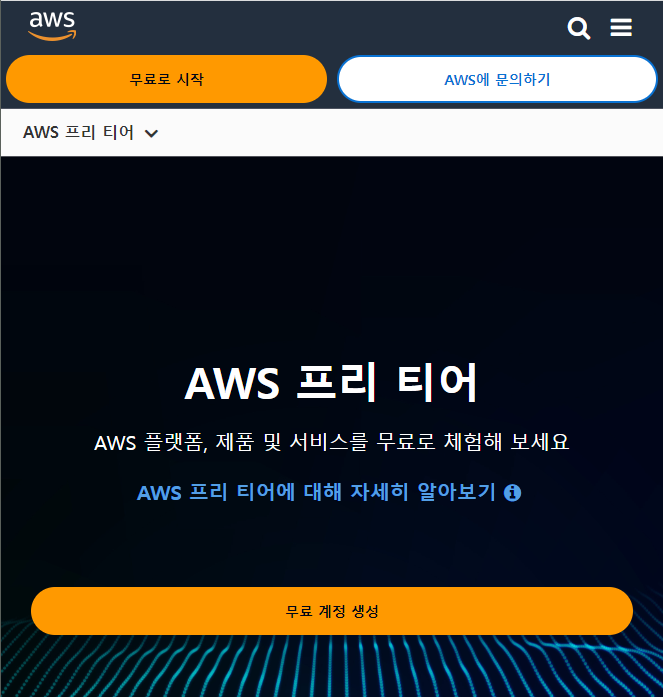 aws
무료로 시작
AWS에 문의하기
AWS 프리 티어
AWS 프리 티어
AWS 플랫폼, 제품 및 서비스를 무료로 체험해 보세요
AWS 프리 티어에 대해 자세히 알아보기
무료 계정 생성